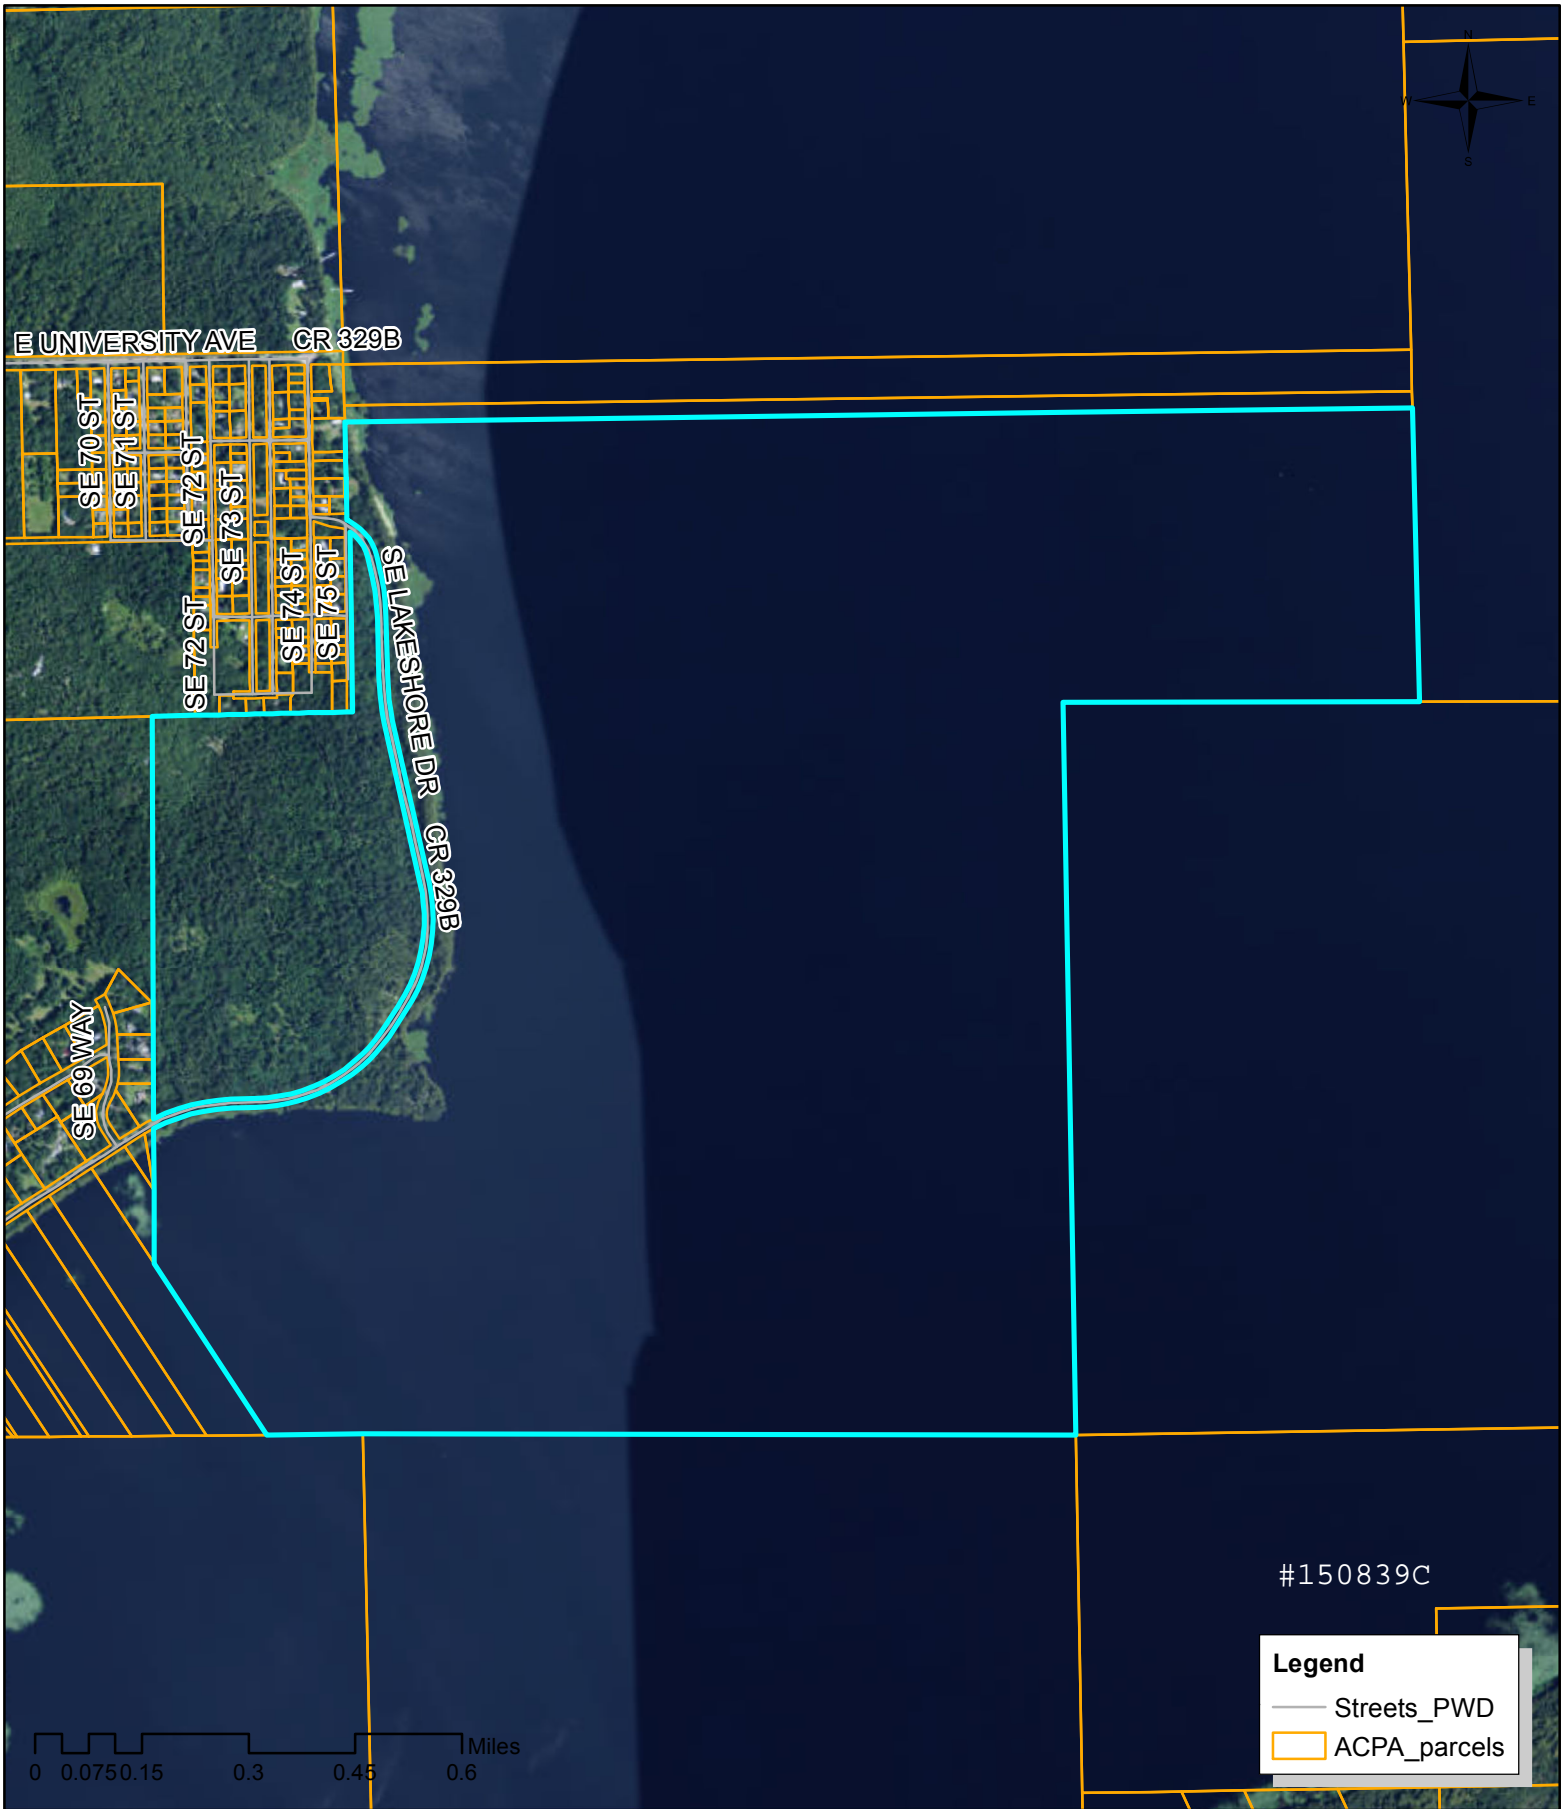 N
W E
S
E UNIVERSITY AVE CR 329B
SE 70 ST
SE 71 ST
SE 72 ST
SE 73 ST
SE 72 ST
SE 74 ST
SE 75 ST
SE LAKESHORE DR CR 329B
SE 69 WAY
#150839C
Legend
Streets_PWD
ACPA_parcels
Miles
0 0.075 0.15 0.3 0.45 0.6